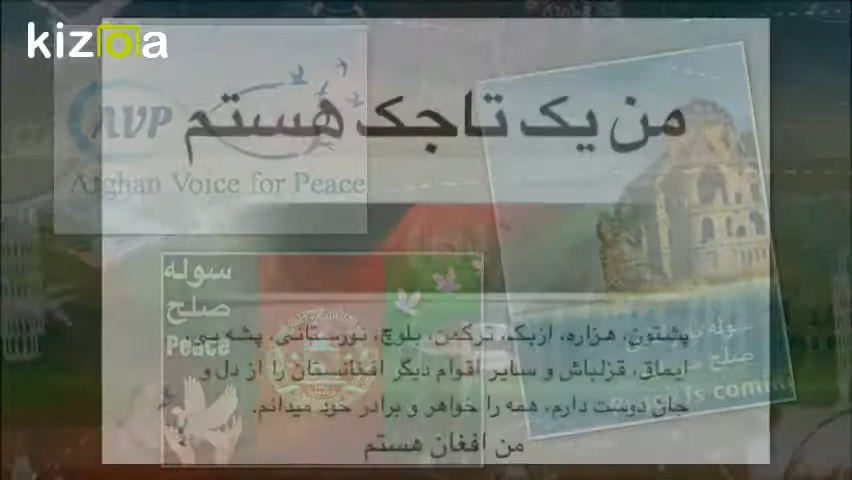 kizoa
AVP
Afghan Voice for Peace
من یک تاجک هستم
سوله
صلح
Peace
پشتون، هزاره، ازبک، ترکمن، بلوچ، نورستانی، پشه یی،
ایماق، قزلباش و سایر اقوام دیگر افغانستان را از دل و
جان دوست دارم، همه را خواهر و برادر خود میدانم.
من افغان هستم
سوله
صلح